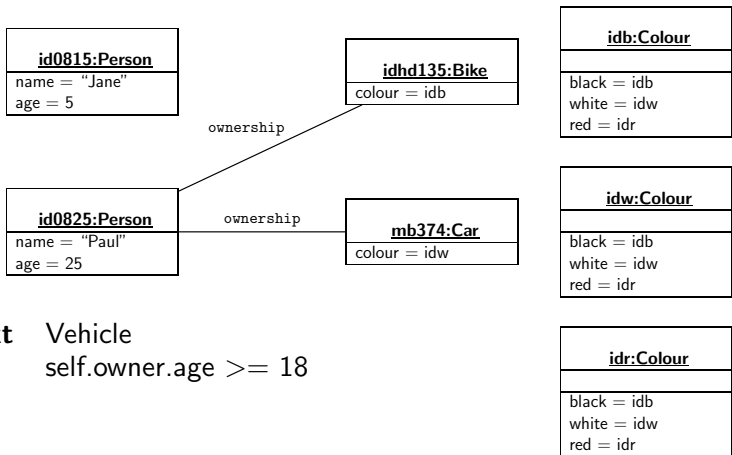 id0815:Person
name = “Jane”
age = 5
ownership
idhd135:Bike
colour = idb
id0825:Person
name = “Paul”
age = 25
ownership
mb374:Car
colour = idw
idb:Colour
black = idb
white = idw
red = idr
idw:Colour
black = idb
white = idw
red = idr
idr:Colour
black = idb
white = idw
red = idr
Vehicle
self.owner.age >= 18